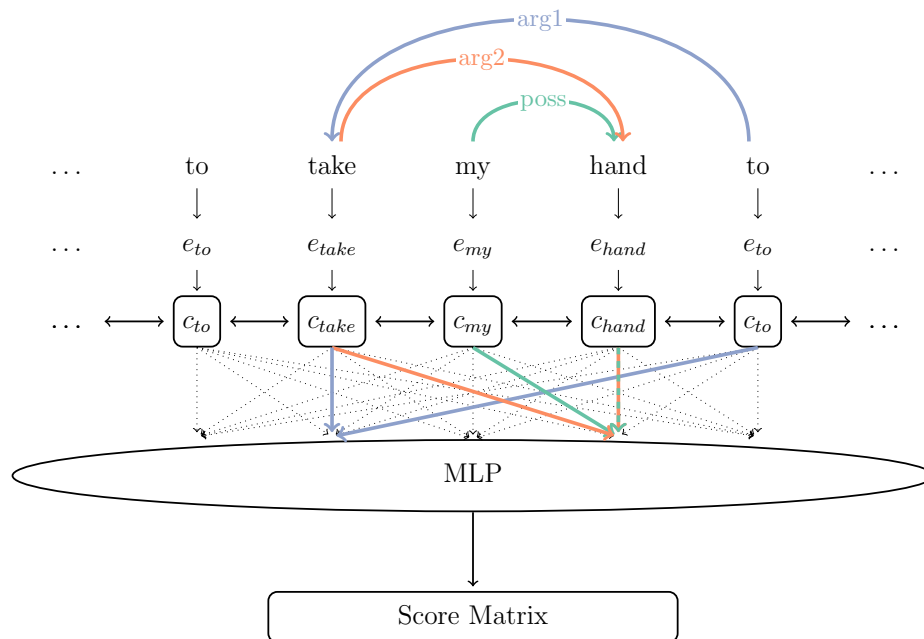 arg1
arg2
poss
... to take my hand to ...
... e_to e_take e_my e_hand e_to ...
... c_to c_take c_my c_hand c_to ...
MLP
Score Matrix